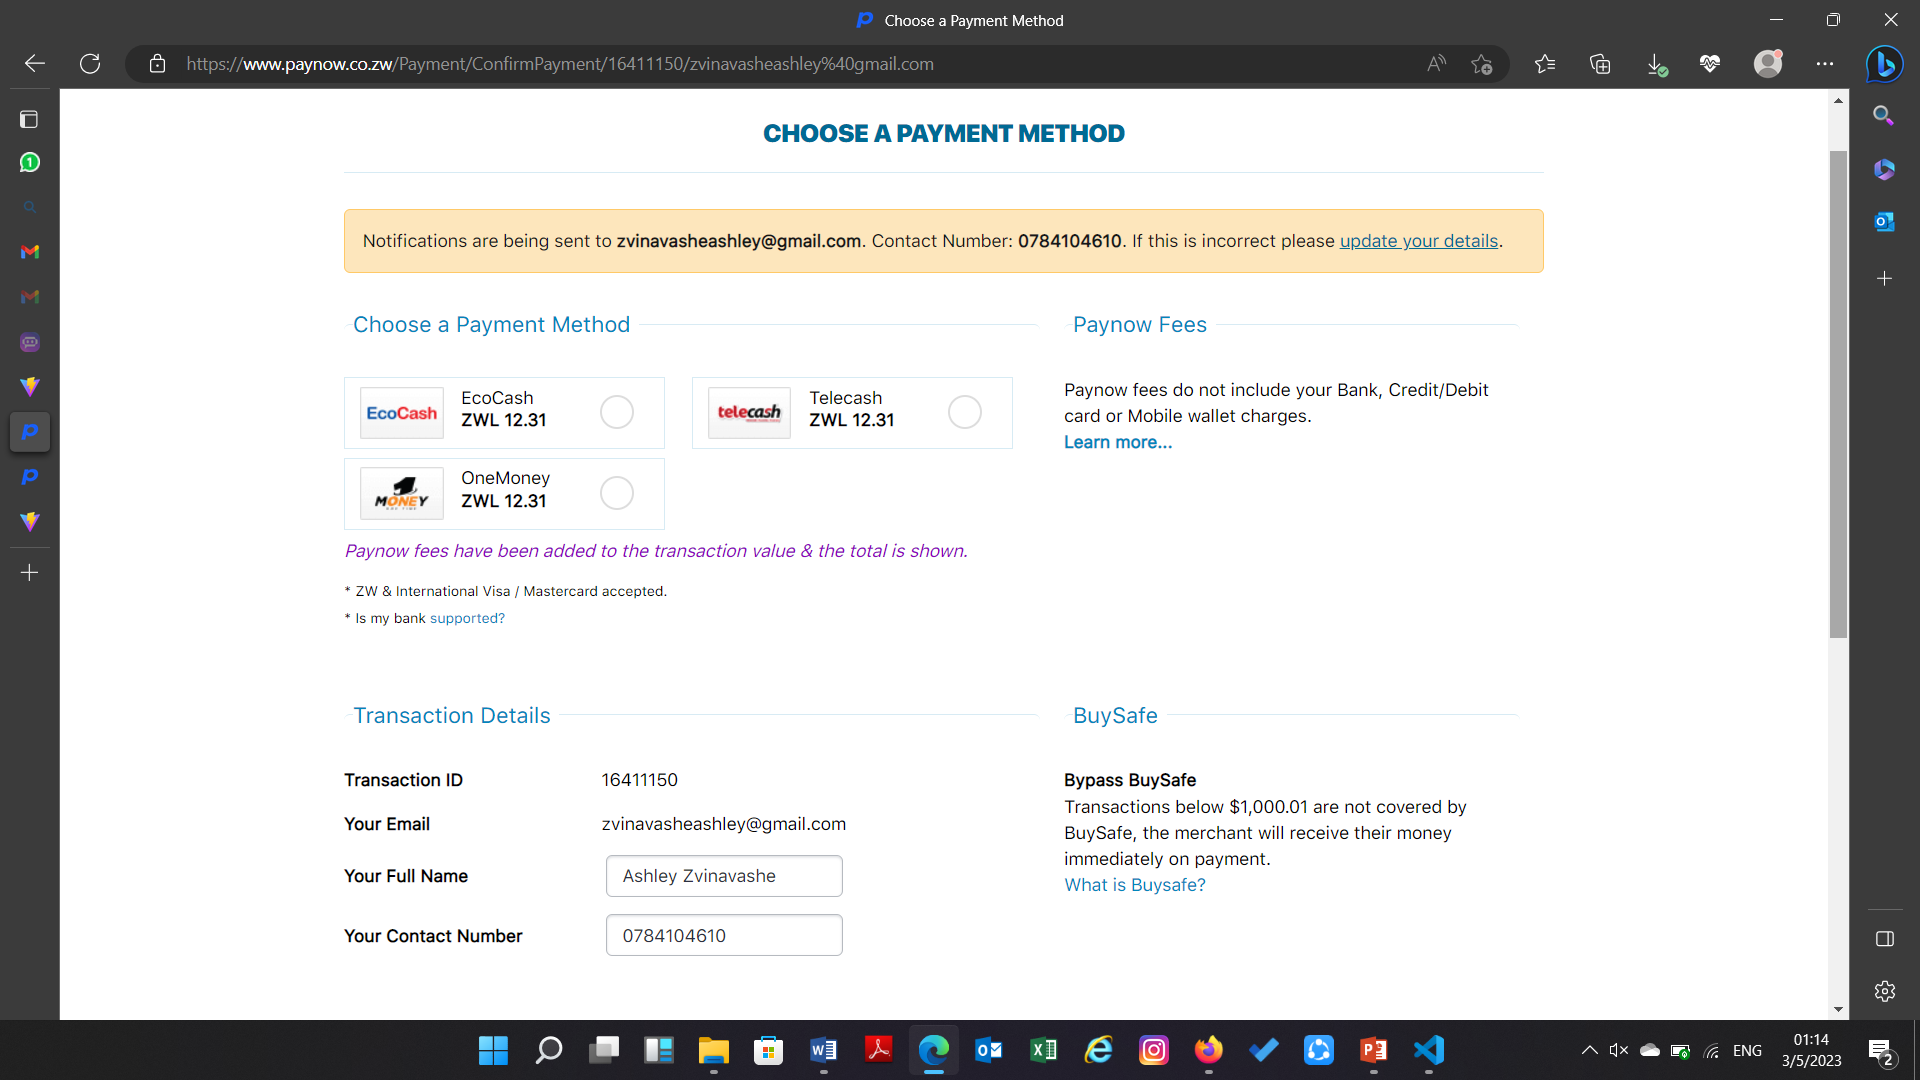 Choose a Payment Method
https://www.paynow.co.zw/Payment/ConfirmPayment/16411150/zvinavasheashley%40gmail.com
CHOOSE A PAYMENT METHOD
Notifications are being sent to zvinavasheashley@gmail.com. Contact Number: 0784104610. If this is incorrect please update your details.
Choose a Payment Method
EcoCash
EcoCash
ZWL 12.31
telecash
Telecash
ZWL 12.31
1
MONEY
OneMoney
ZWL 12.31
Paynow fees have been added to the transaction value & the total is shown.
* ZW & International Visa / Mastercard accepted.
* Is my bank supported?
Paynow Fees
Paynow fees do not include your Bank, Credit/Debit
card or Mobile wallet charges.
Learn more...
Transaction Details
Transaction ID 16411150
Your Email zvinavasheashley@gmail.com
Your Full Name Ashley Zvinavashe
Your Contact Number 0784104610
BuySafe
Bypass BuySafe
Transactions below $1,000.01 are not covered by
BuySafe, the merchant will receive their money
immediately on payment.
What is Buysafe?
ENG
01:14
3/5/2023
2